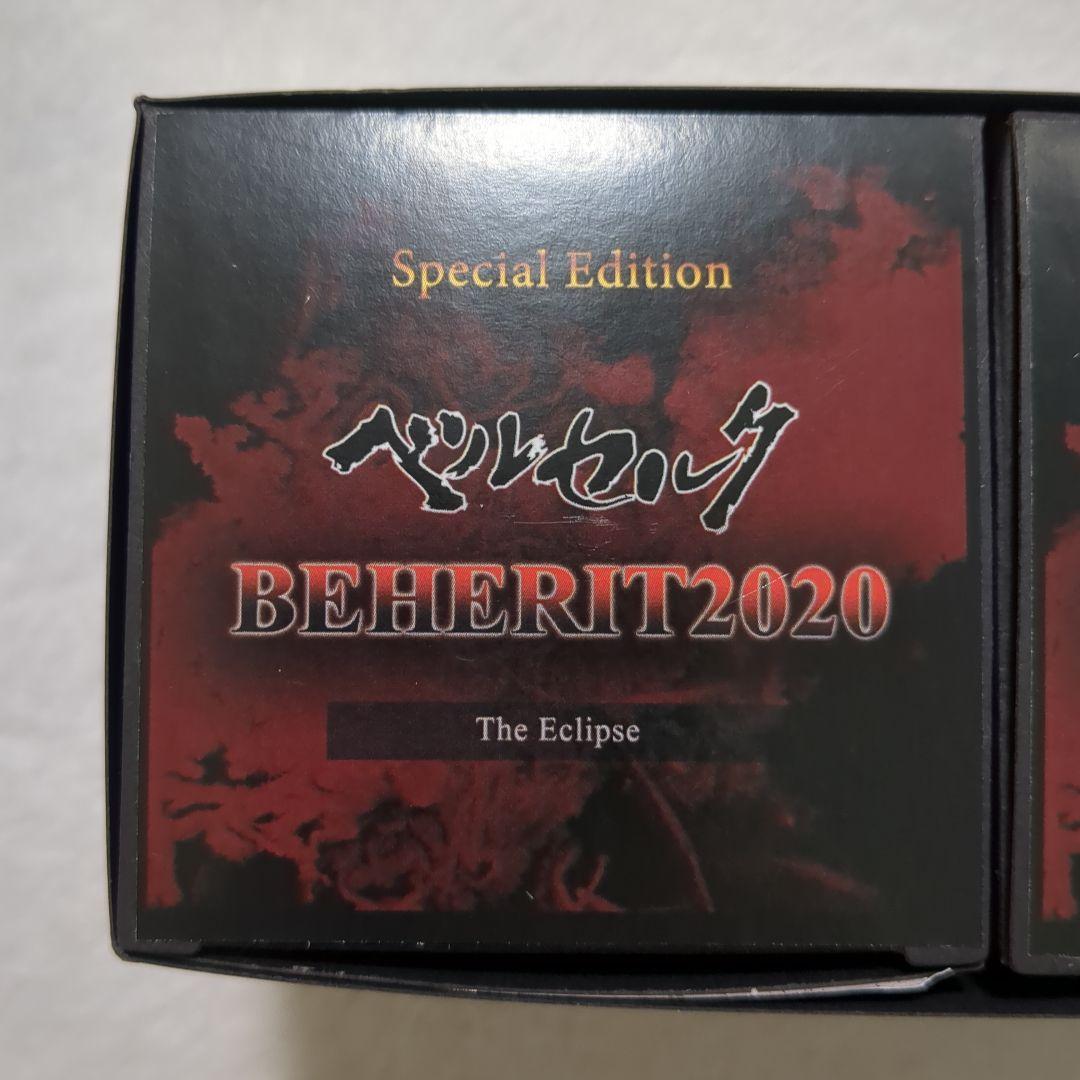 Special Edition
ベルセルク
BEHERIT2020
The Eclipse